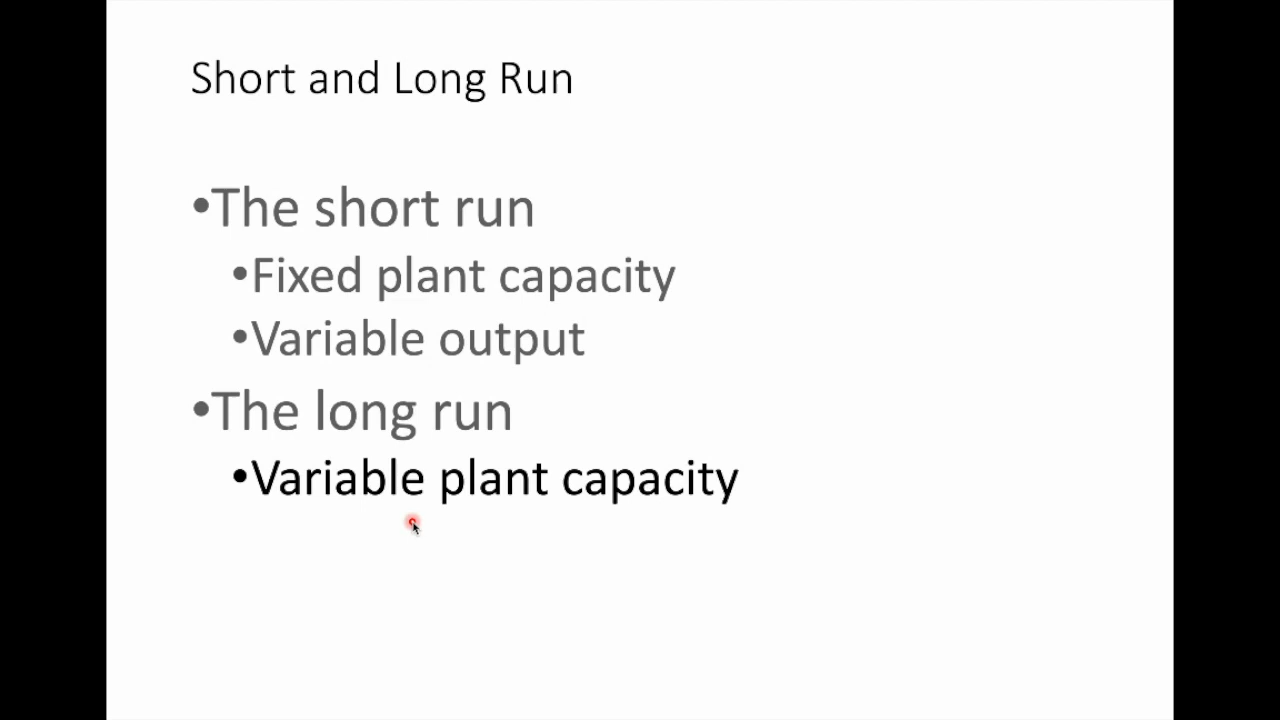 Short and Long Run
•The short run
•Fixed plant capacity
•Variable output
•The long run
•Variable plant capacity